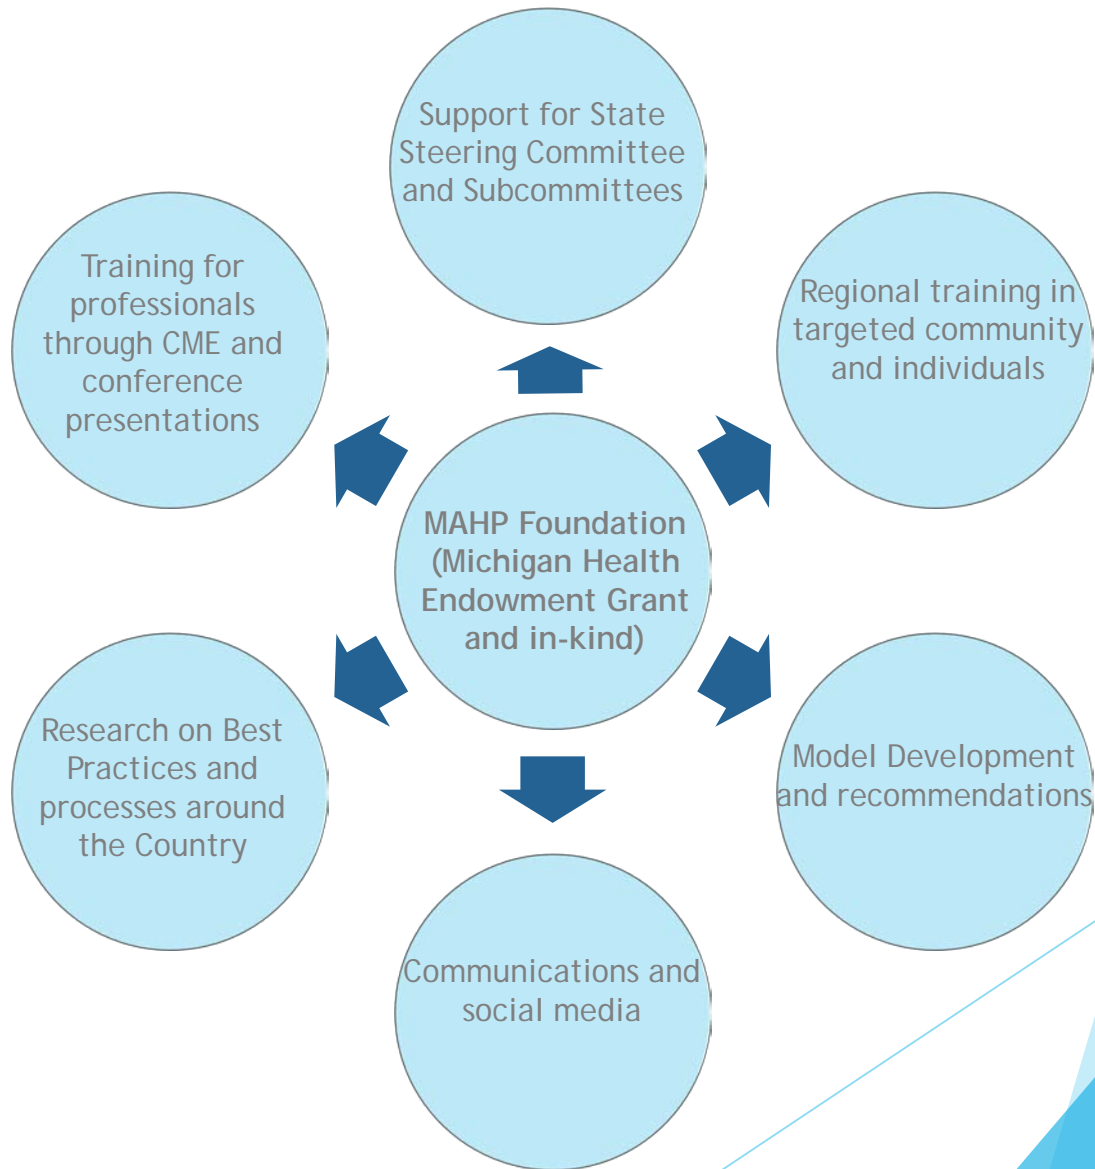 Support for State
Steering Committee
and Subcommittees
Training for
professionals
through CME and
conference
presentations
Regional training in
targeted community
and individuals
MAHP Foundation
(Michigan Health
Endowment Grant
and in-kind)
Research on Best
Practices and
processes around
the Country
Model Development
and recommendations
Communications and
social media